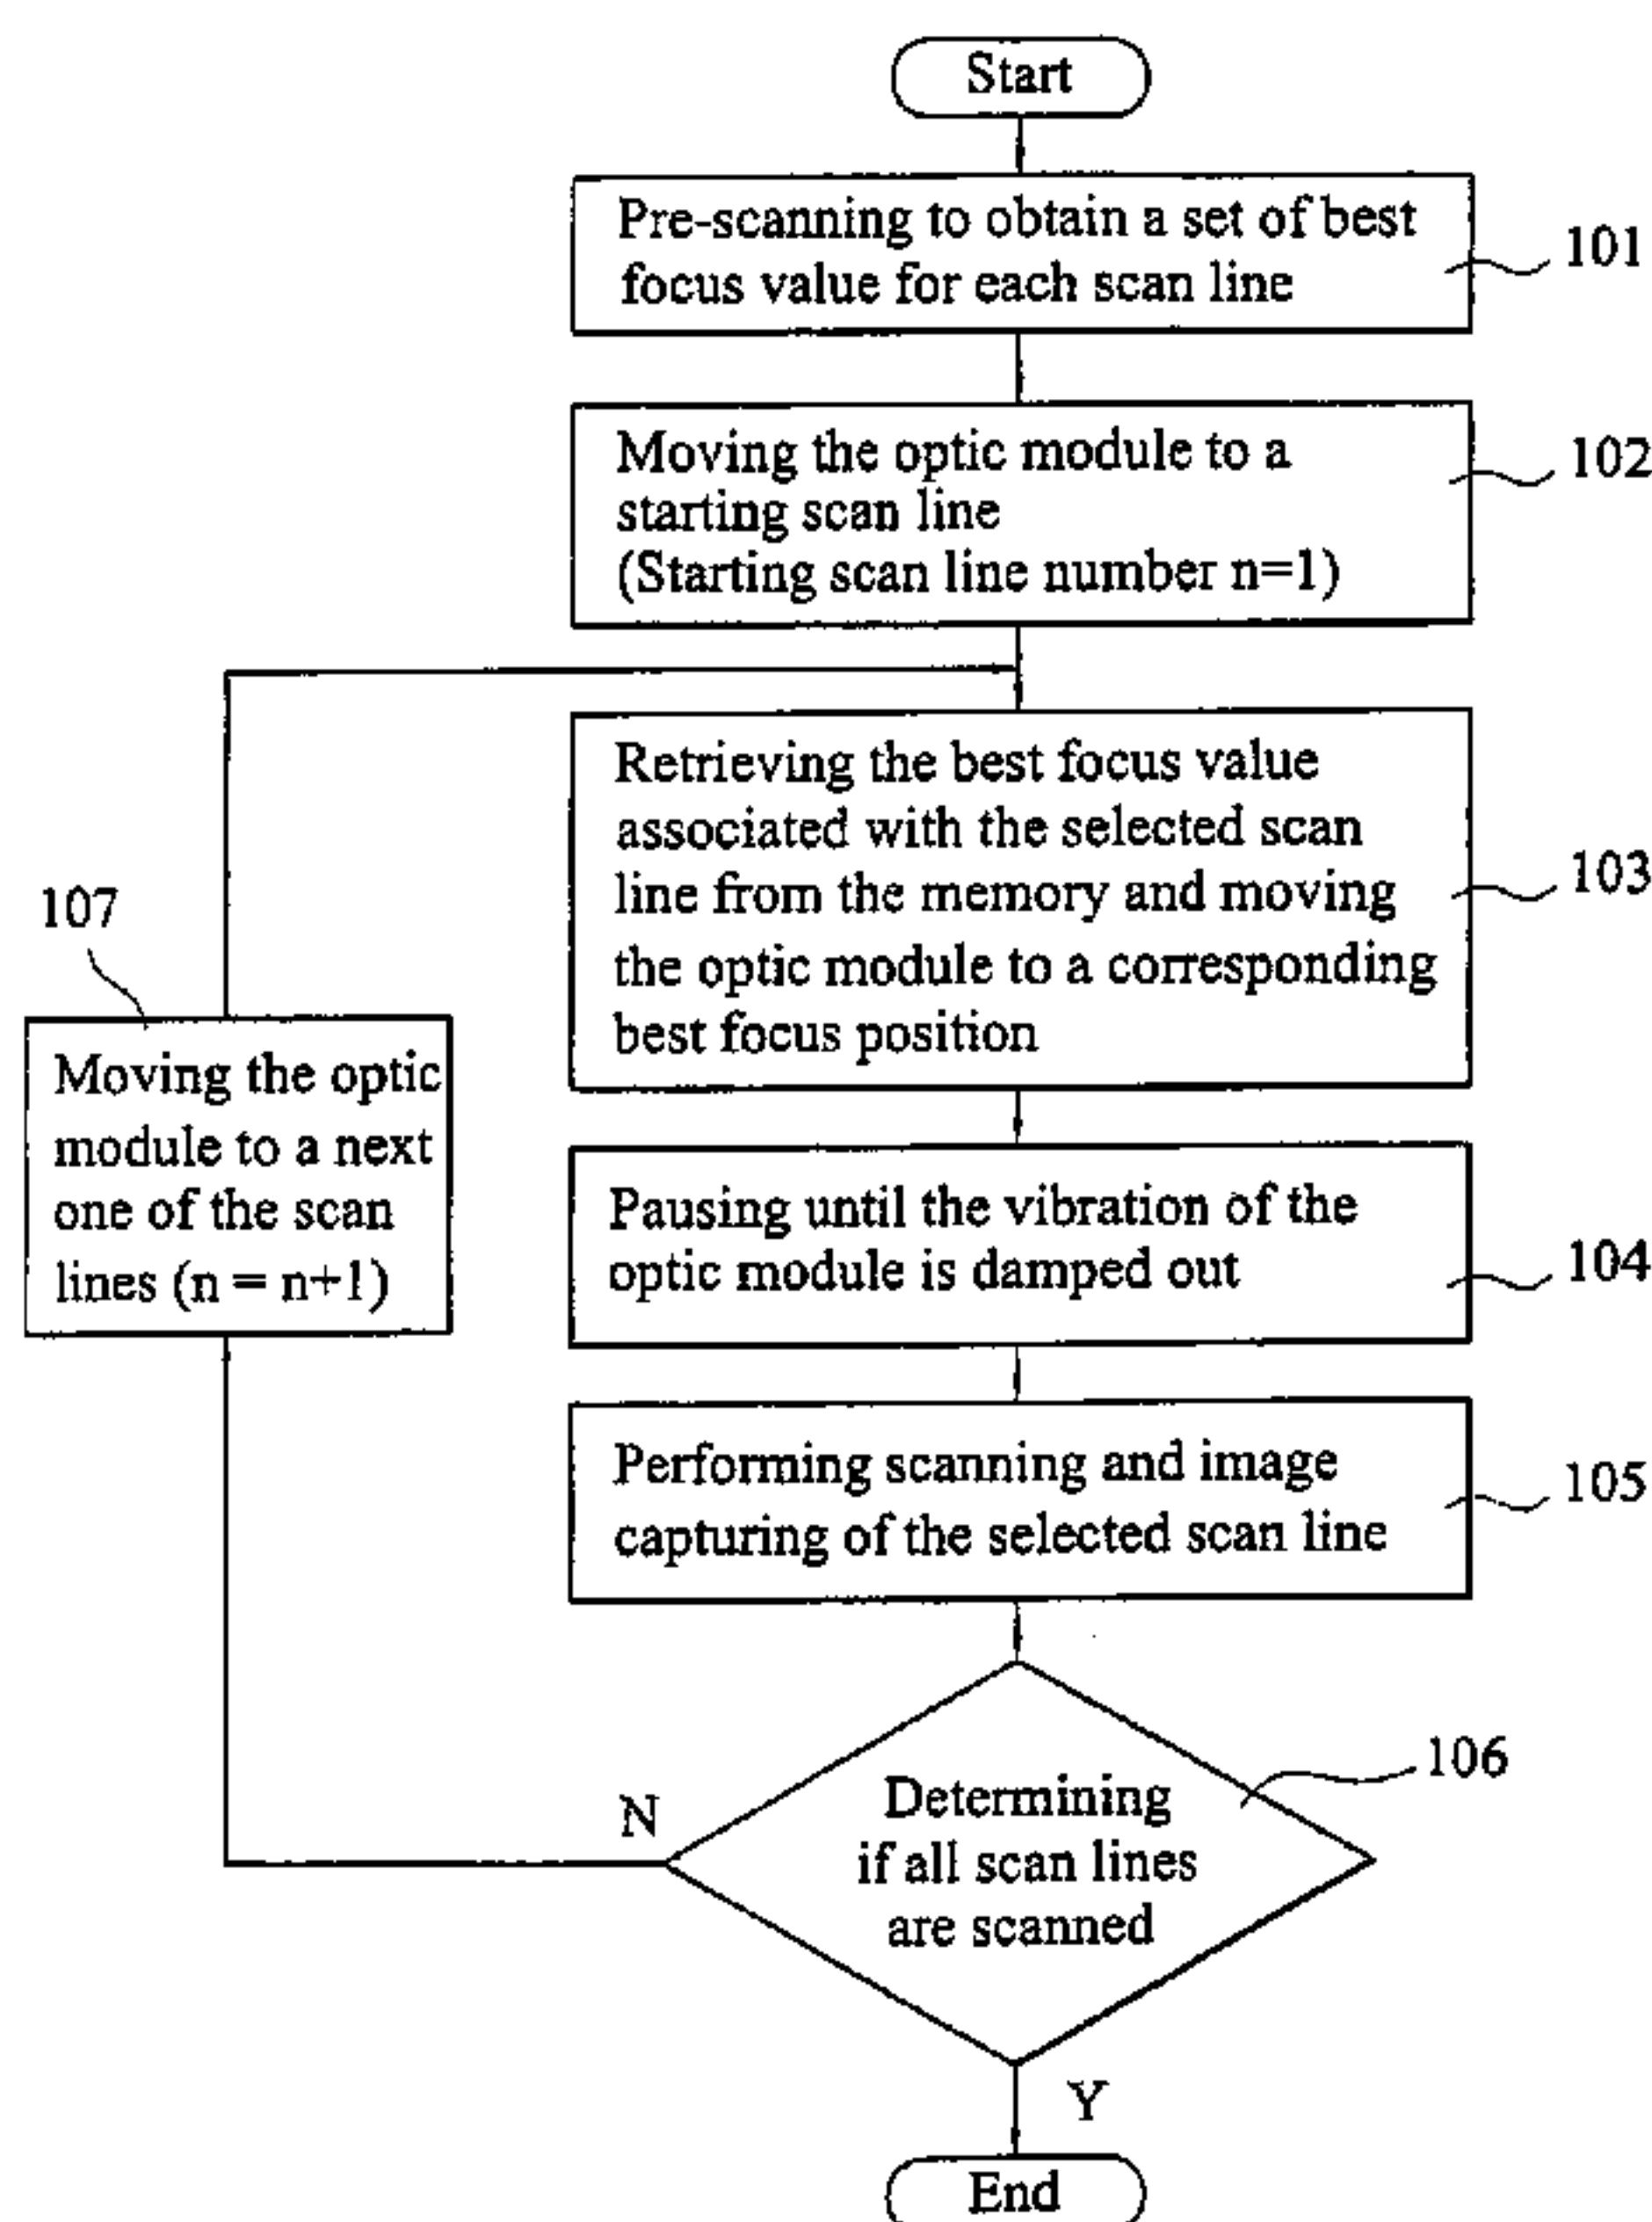 Start
Pre-scanning to obtain a set of best
focus value for each scan line
101
Moving the optic module to a
starting scan line
(Starting scan line number n=1)
102
Retrieving the best focus value
associated with the selected scan
line from the memory and moving
the optic module to a corresponding
best focus position
103
107
Moving the optic
module to a next
one of the scan
lines (n = n+1)
Pausing until the vibration of the
optic module is damped out
104
Performing scanning and image
capturing of the selected scan line
105
Determining
if all scan lines
are scanned
106
N
Y
End